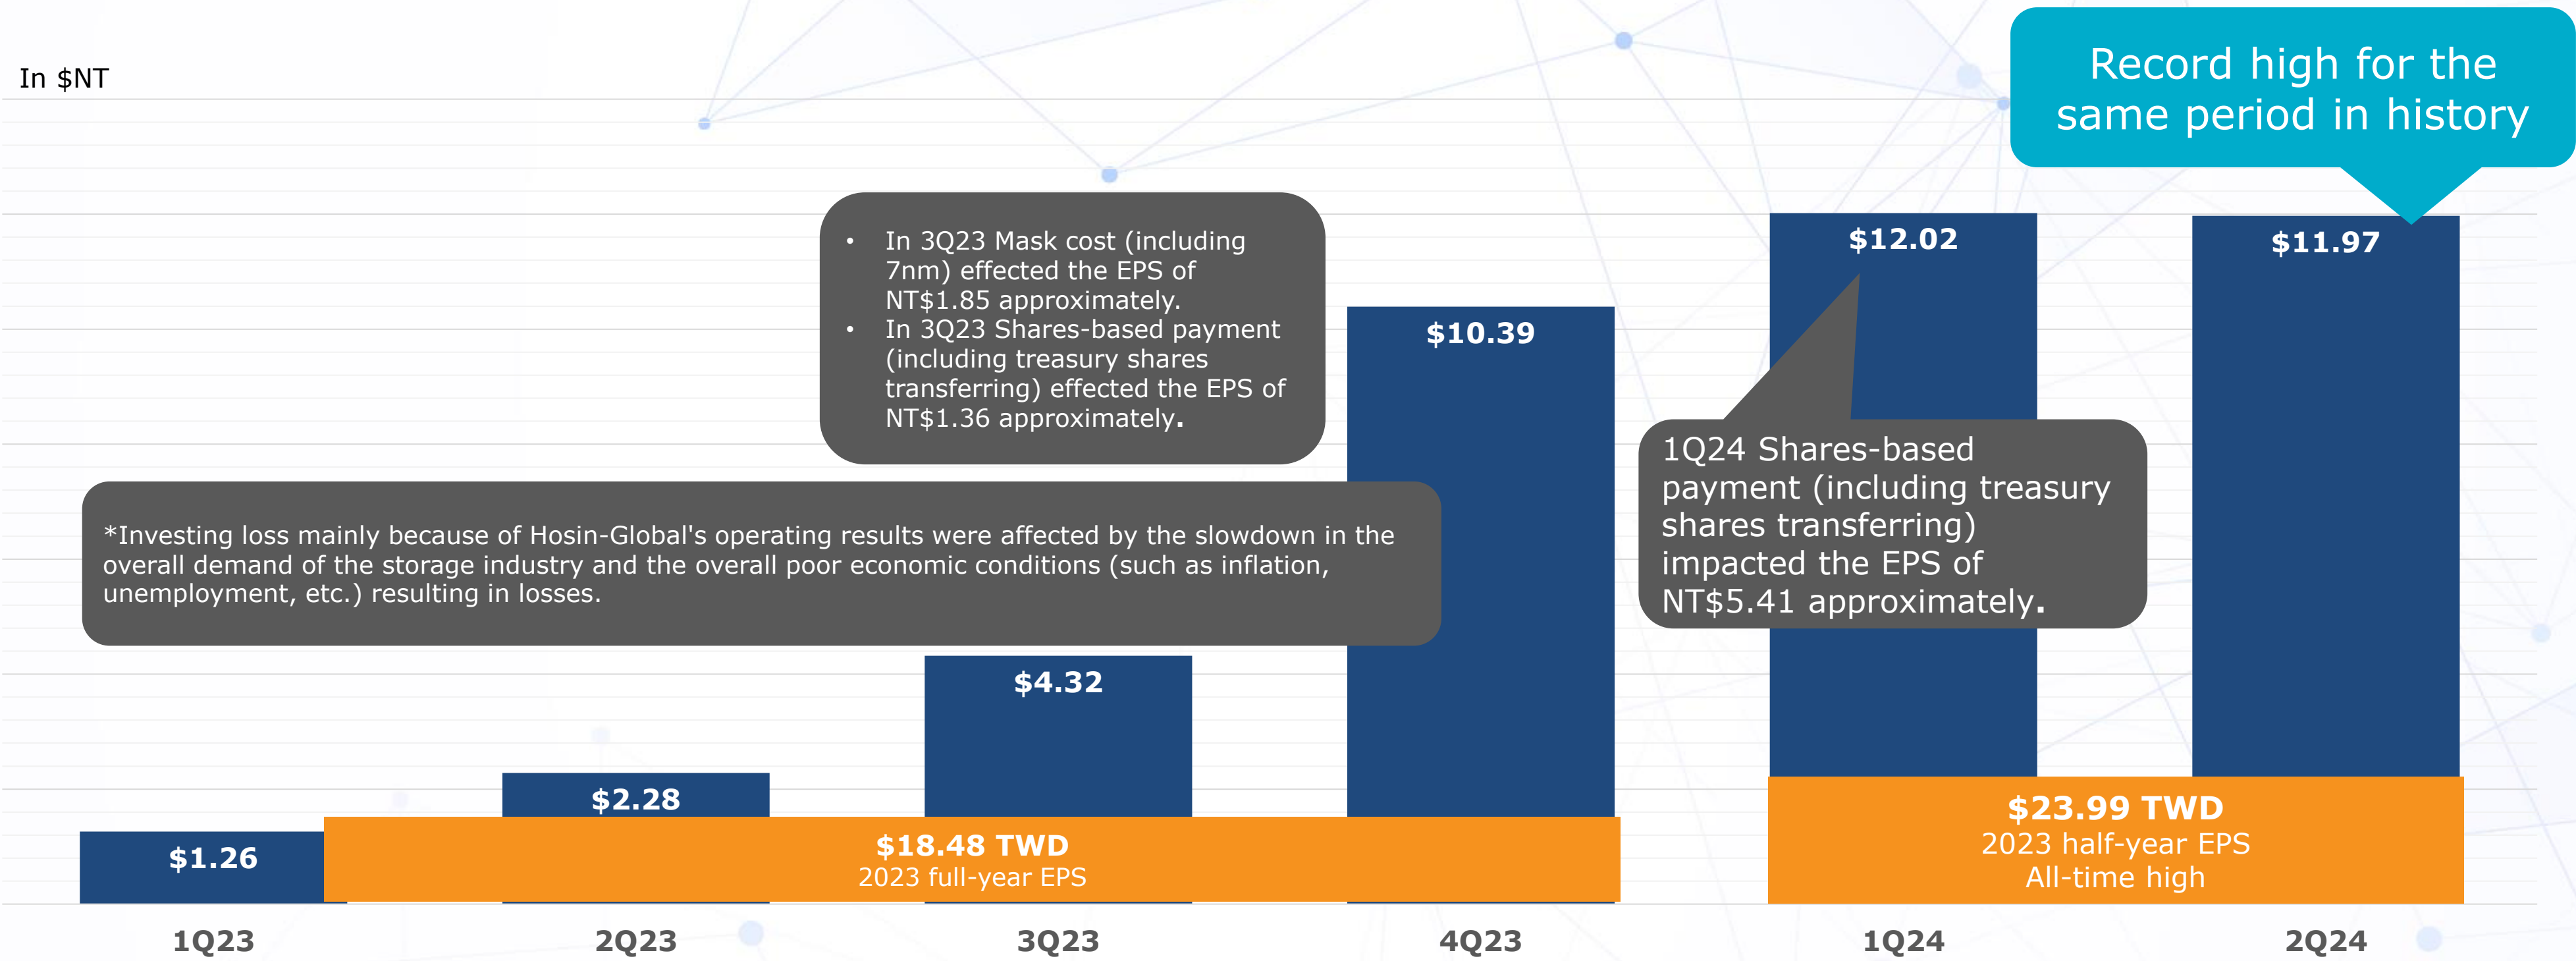 In $NT
Record high for the
same period in history
• In 3Q23 Mask cost (including
7nm) effected the EPS of
NT$1.85 approximately.
• In 3Q23 Shares-based payment
(including treasury shares
transferring) effected the EPS of
NT$1.36 approximately.
*Investing loss mainly because of Hosin-Global's operating results were affected by the slowdown in the
overall demand of the storage industry and the overall poor economic conditions (such as inflation,
unemployment, etc.) resulting in losses.
1Q24 Shares-based
payment (including treasury
shares transferring)
impacted the EPS of
NT$5.41 approximately.
$1.26
$2.28
$4.32
$10.39
$12.02
$11.97
$18.48 TWD
2023 full-year EPS
$23.99 TWD
2023 half-year EPS
All-time high
1Q23
2Q23
3Q23
4Q23
1Q24
2Q24